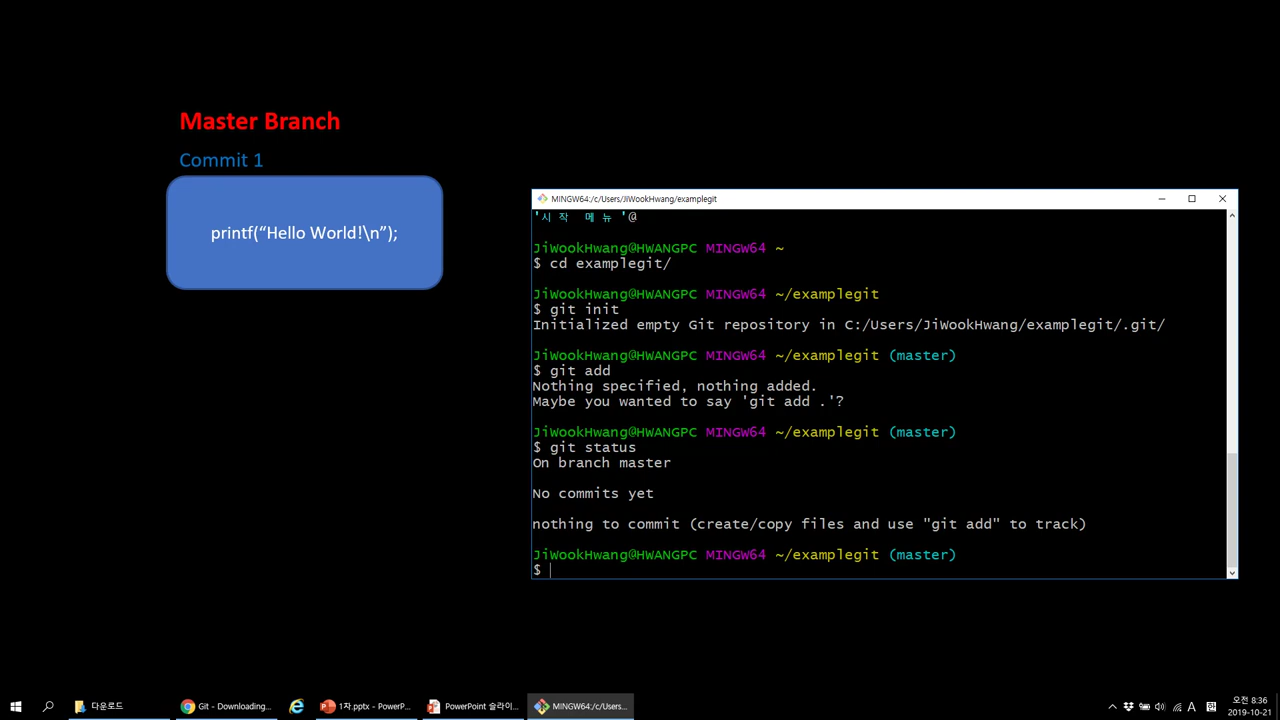 Master Branch
Commit 1
printf(“Hello World!\n”);
MINGW64:/c/Users/JiWookHwang/examplegit
'시작 메뉴'@
JiWookHwang@HWANGPC MINGW64 ~
$ cd examplegit/
JiWookHwang@HWANGPC MINGW64 ~/examplegit
$ git init
Initialized empty Git repository in C:/Users/JiWookHwang/examplegit/.git/
JiWookHwang@HWANGPC MINGW64 ~/examplegit (master)
$ git add
Nothing specified, nothing added.
Maybe you wanted to say 'git add .'?
JiWookHwang@HWANGPC MINGW64 ~/examplegit (master)
$ git status
On branch master
No commits yet
nothing to commit (create/copy files and use "git add" to track)
JiWookHwang@HWANGPC MINGW64 ~/examplegit (master)
$
다운로드
Git - Downloading...
1차.pptx - PowerP...
PowerPoint 슬라이...
MINGW64:/c/Users...
A
오전 8:36
2019-10-21